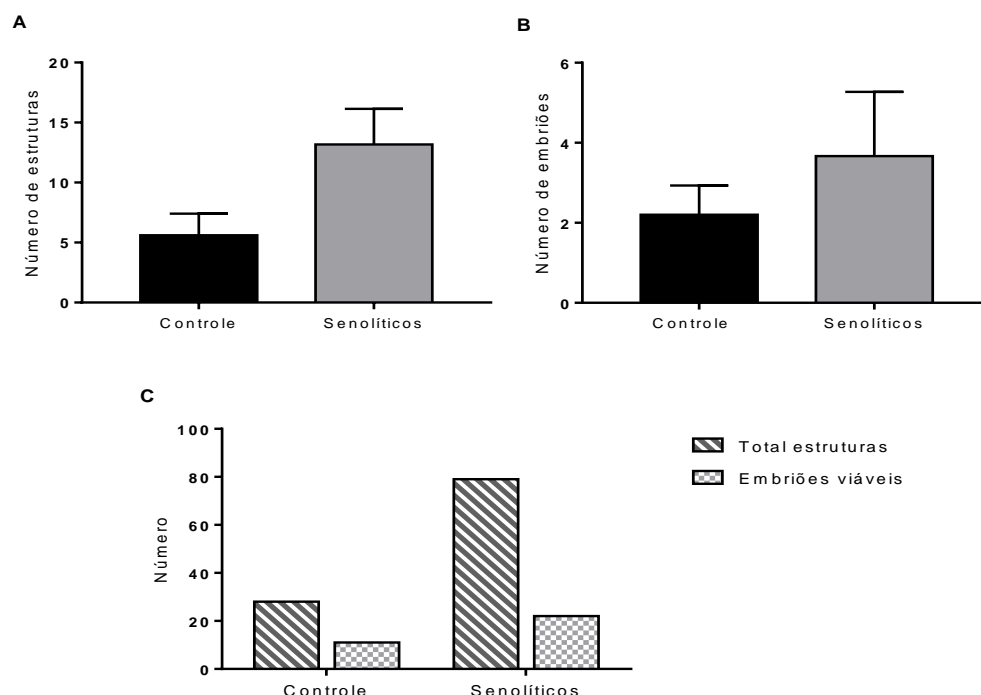 A
Número de estruturas
20
15
10
5
0
Controle
Senolíticos
B
Número de embriões
6
4
2
0
Controle
Senolíticos
C
Número
100
80
60
40
20
0
Controle
Senolíticos
Total estruturas
Embriões viáveis